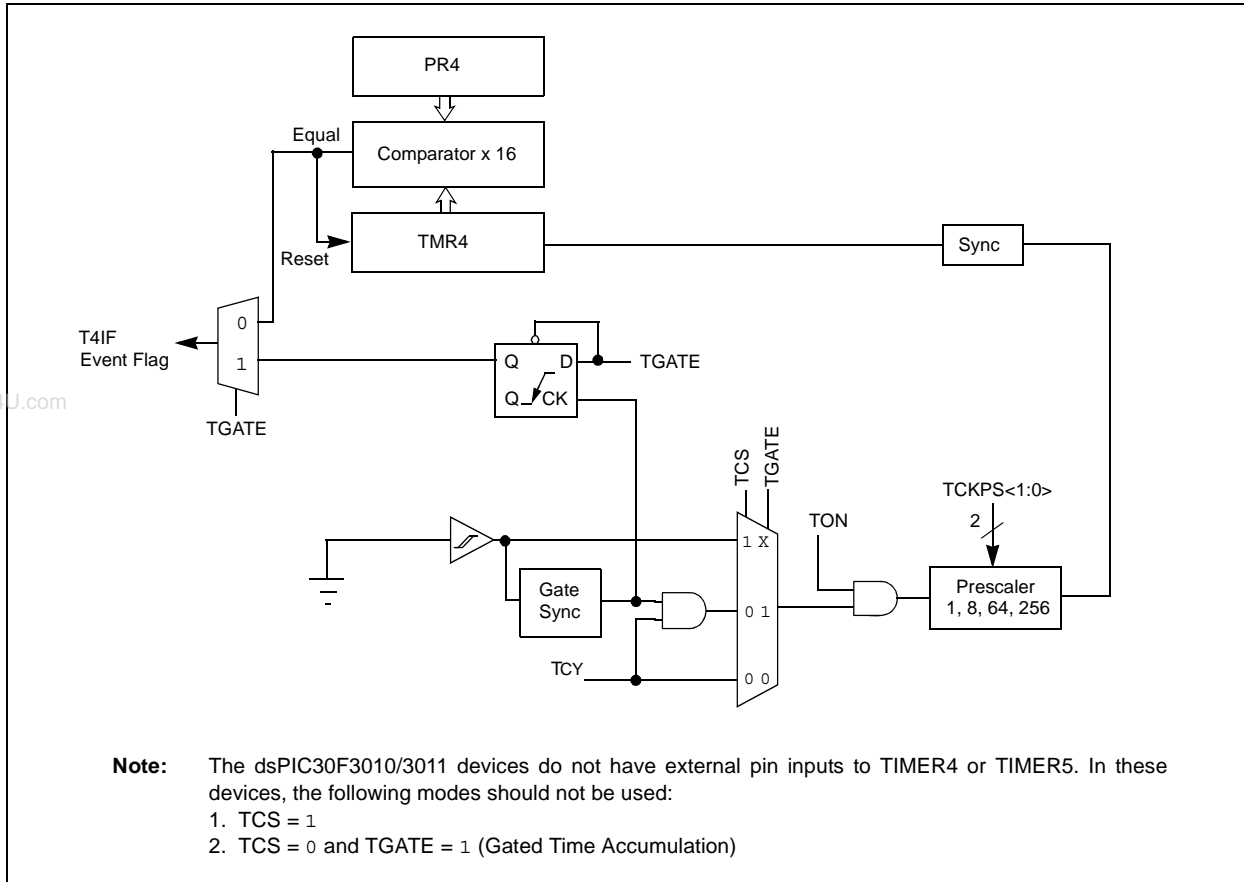 PR4
Equal
Comparator x 16
TMR4
Reset
Sync
0
T4IF
Event Flag
1
TGATE
Q
D
TGATE
Q
CK
4U.com
TCS
TGATE
TCKPS<1:0>
2
TON
1 X
Prescaler
1, 8, 64, 256
Gate
Sync
0 1
TCY
0 0
Note: The dsPIC30F3010/3011 devices do not have external pin inputs to TIMER4 or TIMER5. In these
devices, the following modes should not be used:
1. TCS = 1
2. TCS = 0 and TGATE = 1 (Gated Time Accumulation)